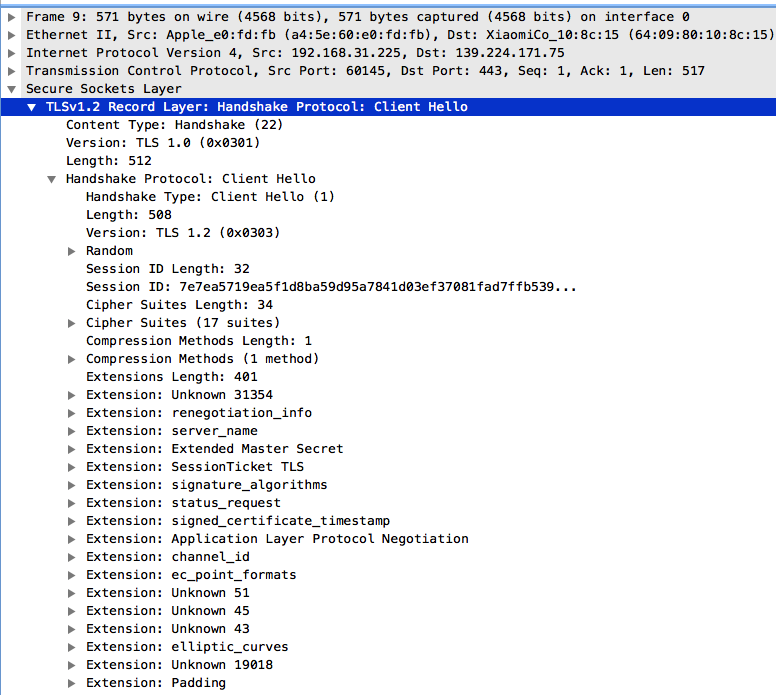 Frame 9: 571 bytes on wire (4568 bits), 571 bytes captured (4568 bits) on interface 0
Ethernet II, Src: Apple_e0:fd:fb (a4:5e:60:e0:fd:fb), Dst: XiaomiCo_10:8c:15 (64:09:80:10:8c:15)
Internet Protocol Version 4, Src: 192.168.31.225, Dst: 139.224.171.75
Transmission Control Protocol, Src Port: 60145, Dst Port: 443, Seq: 1, Ack: 1, Len: 517
Secure Sockets Layer
TLSv1.2 Record Layer: Handshake Protocol: Client Hello
Content Type: Handshake (22)
Version: TLS 1.0 (0x0301)
Length: 512
Handshake Protocol: Client Hello
Handshake Type: Client Hello (1)
Length: 508
Version: TLS 1.2 (0x0303)
Random
Session ID Length: 32
Session ID: 7e7ea5719ea5f1d8ba59d95a7841d03ef37081fad7ffb539...
Cipher Suites Length: 34
Cipher Suites (17 suites)
Compression Methods Length: 1
Compression Methods (1 method)
Extensions Length: 401
Extension: Unknown 31354
Extension: renegotiation_info
Extension: server_name
Extension: Extended Master Secret
Extension: SessionTicket TLS
Extension: signature_algorithms
Extension: status_request
Extension: signed_certificate_timestamp
Extension: Application Layer Protocol Negotiation
Extension: channel_id
Extension: ec_point_formats
Extension: Unknown 51
Extension: Unknown 45
Extension: Unknown 43
Extension: elliptic_curves
Extension: Unknown 19018
Extension: Padding